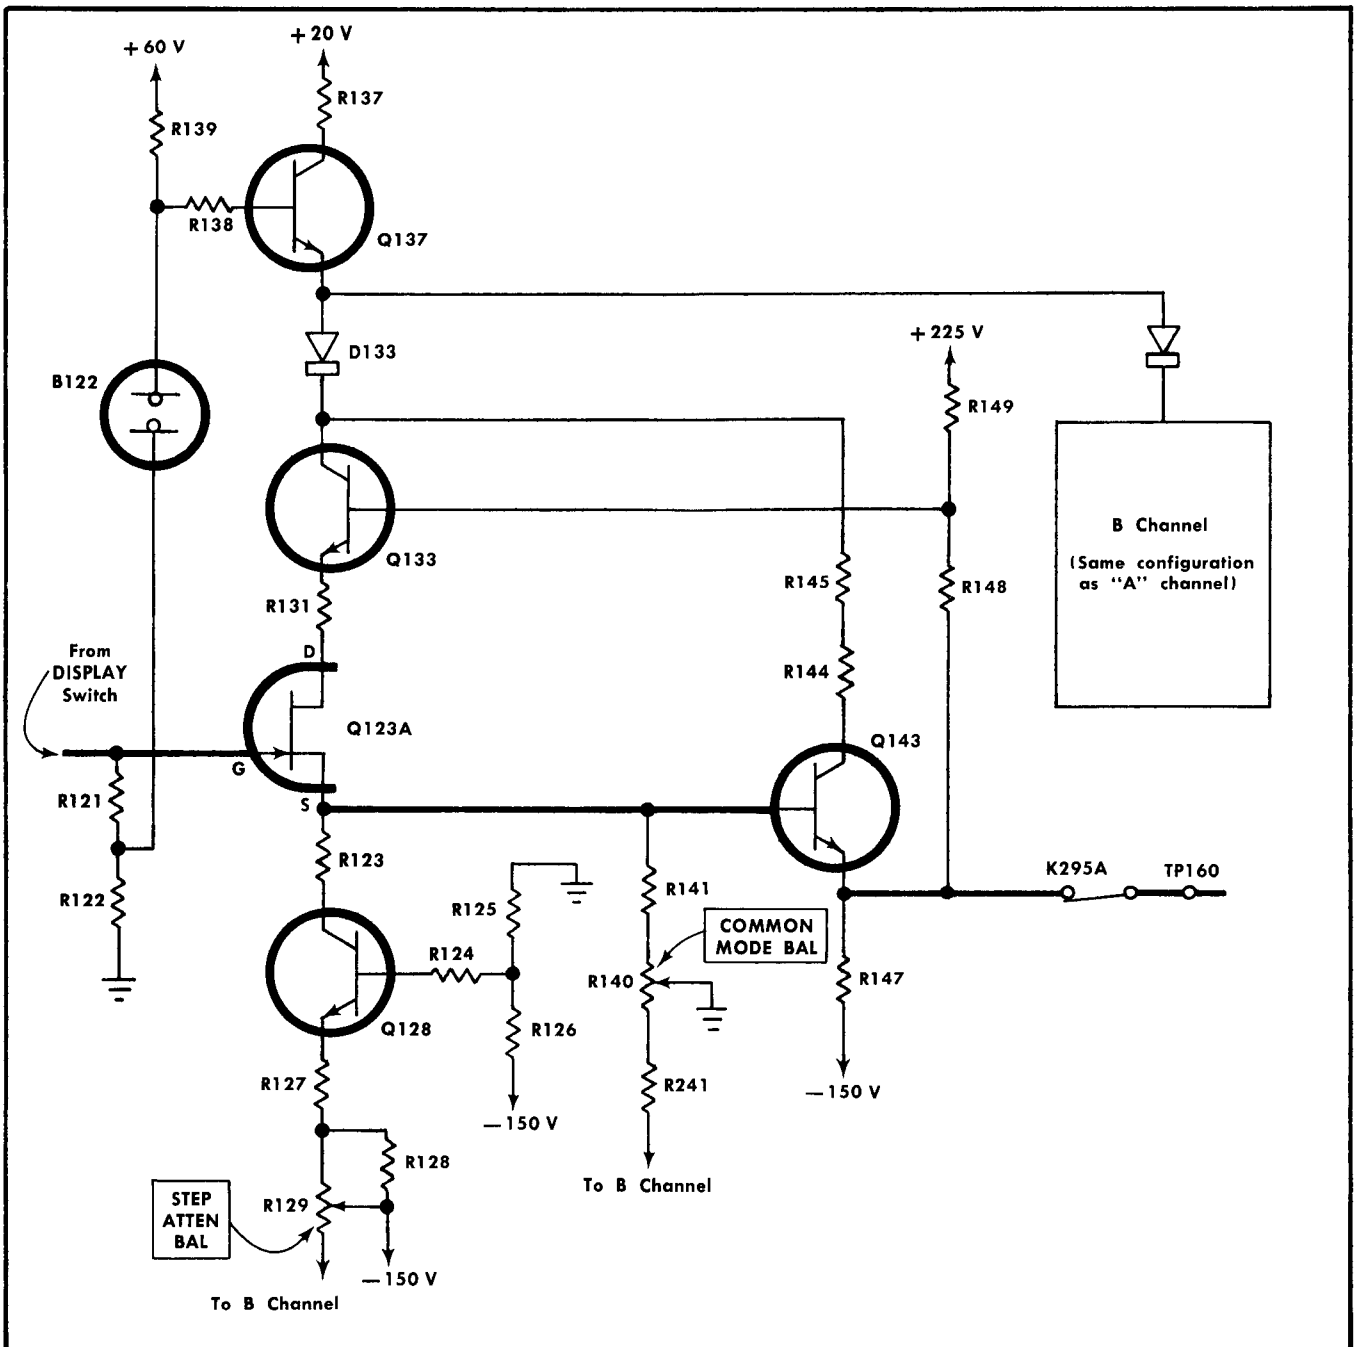 +20 V
+60 V
R137
R139
R138
Q137
+225 V
D133
B122
R149
B Channel
(Same configuration
as "A" channel)
Q133
R145
R148
R131
From
DISPLAY
Switch
D
R144
Q123A
Q143
G
R121
S
R123
K295A
TP160
R122
R141
R125
COMMON
MODE BAL
R124
R140
R147
Q128
R126
R127
R241
—150 V
—150 V
R128
To B Channel
STEP
ATTEN
BAL
R129
—150 V
To B Channel